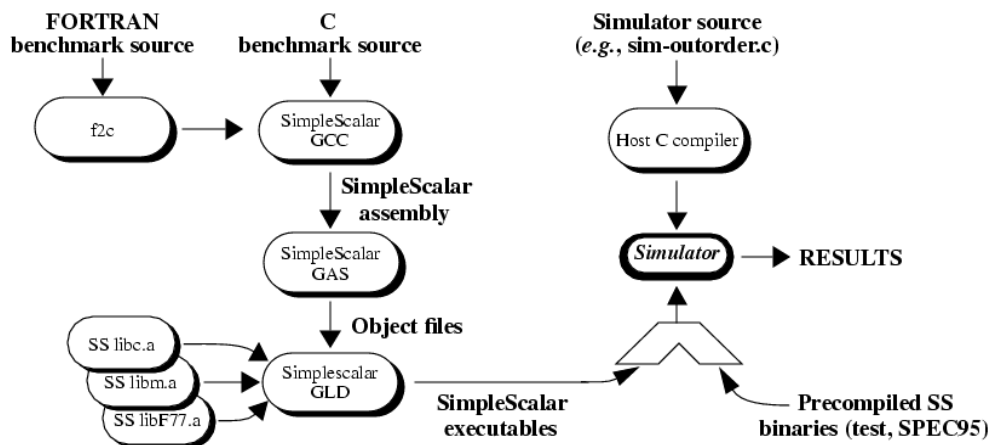 FORTRAN
benchmark source
C
benchmark source
Simulator source
(e.g., sim-outorder.c)
f2c
SimpleScalar
GCC
Host C compiler
SimpleScalar
assembly
SimpleScalar
GAS
Simulator
RESULTS
Object files
SS libc.a
SS libm.a
SS libF77.a
Simplescalar
GLD
SimpleScalar
executables
Precompiled SS
binaries (test, SPEC95)